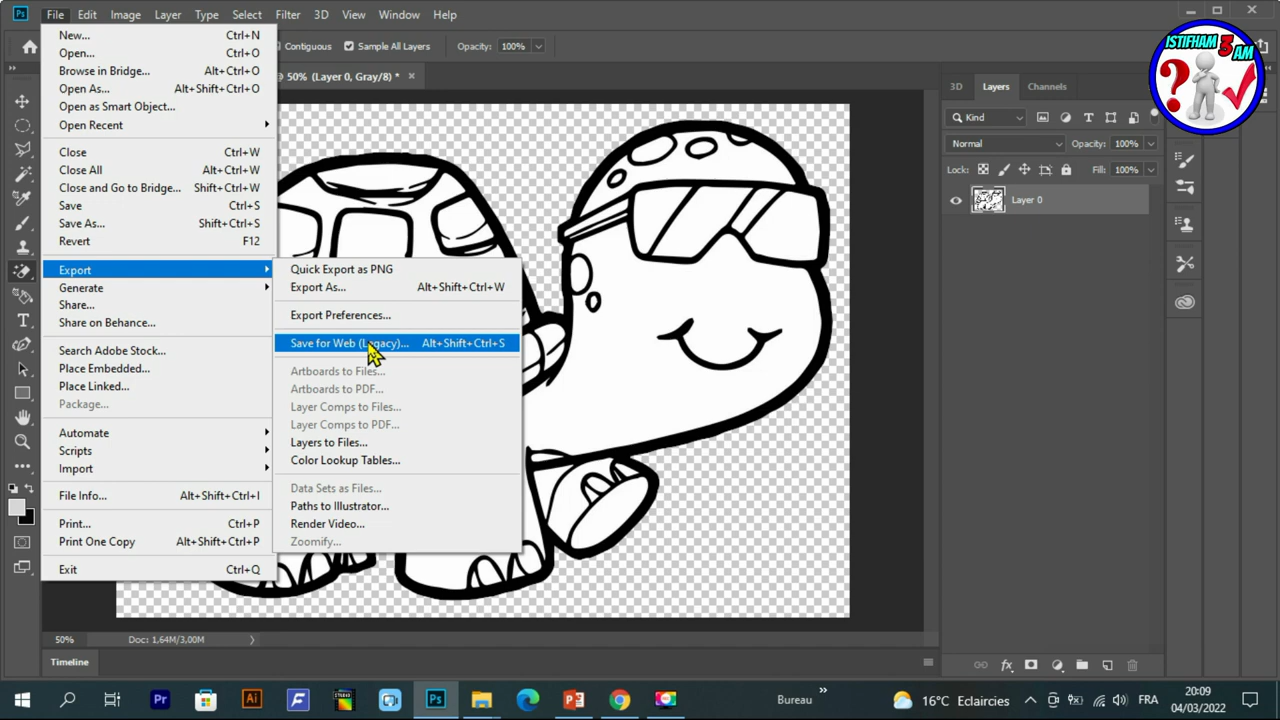 Ps File Edit Image Layer Type Select Filter 3D View Window Help
Contiguous Sample All Layers Opacity: 100%
@ 50% (Layer 0, Gray/8) *
New... Ctrl+N
Open... Ctrl+O
Browse in Bridge... Alt+Ctrl+O
Open As... Alt+Shift+Ctrl+O
Open as Smart Object...
Open Recent
Close Ctrl+W
Close All Alt+Ctrl+W
Close and Go to Bridge... Shift+Ctrl+W
Save Ctrl+S
Save As... Shift+Ctrl+S
Revert F12
Export
Generate
Share...
Share on Behance...
Search Adobe Stock...
Place Embedded...
Place Linked...
Package...
Automate
Scripts
Import
File Info... Alt+Shift+Ctrl+I
Print... Ctrl+P
Print One Copy Alt+Shift+Ctrl+P
Exit Ctrl+Q
Quick Export as PNG
Export As... Alt+Shift+Ctrl+W
Export Preferences...
Save for Web (Legacy)... Alt+Shift+Ctrl+S
Artboards to Files...
Artboards to PDF...
Layer Comps to Files...
Layer Comps to PDF...
Layers to Files...
Color Lookup Tables...
Data Sets as Files...
Paths to Illustrator...
Render Video...
Zoomify...
ISTIFHAM 3 AM
3D Layers Channels
Kind
Normal Opacity: 100%
Lock: Fill: 100%
Layer 0
fx
50% Doc: 1,64M/3,00M
Timeline
Pr Ai Ps Bureau 16°C Eclaircies FRA 20:09
04/03/2022